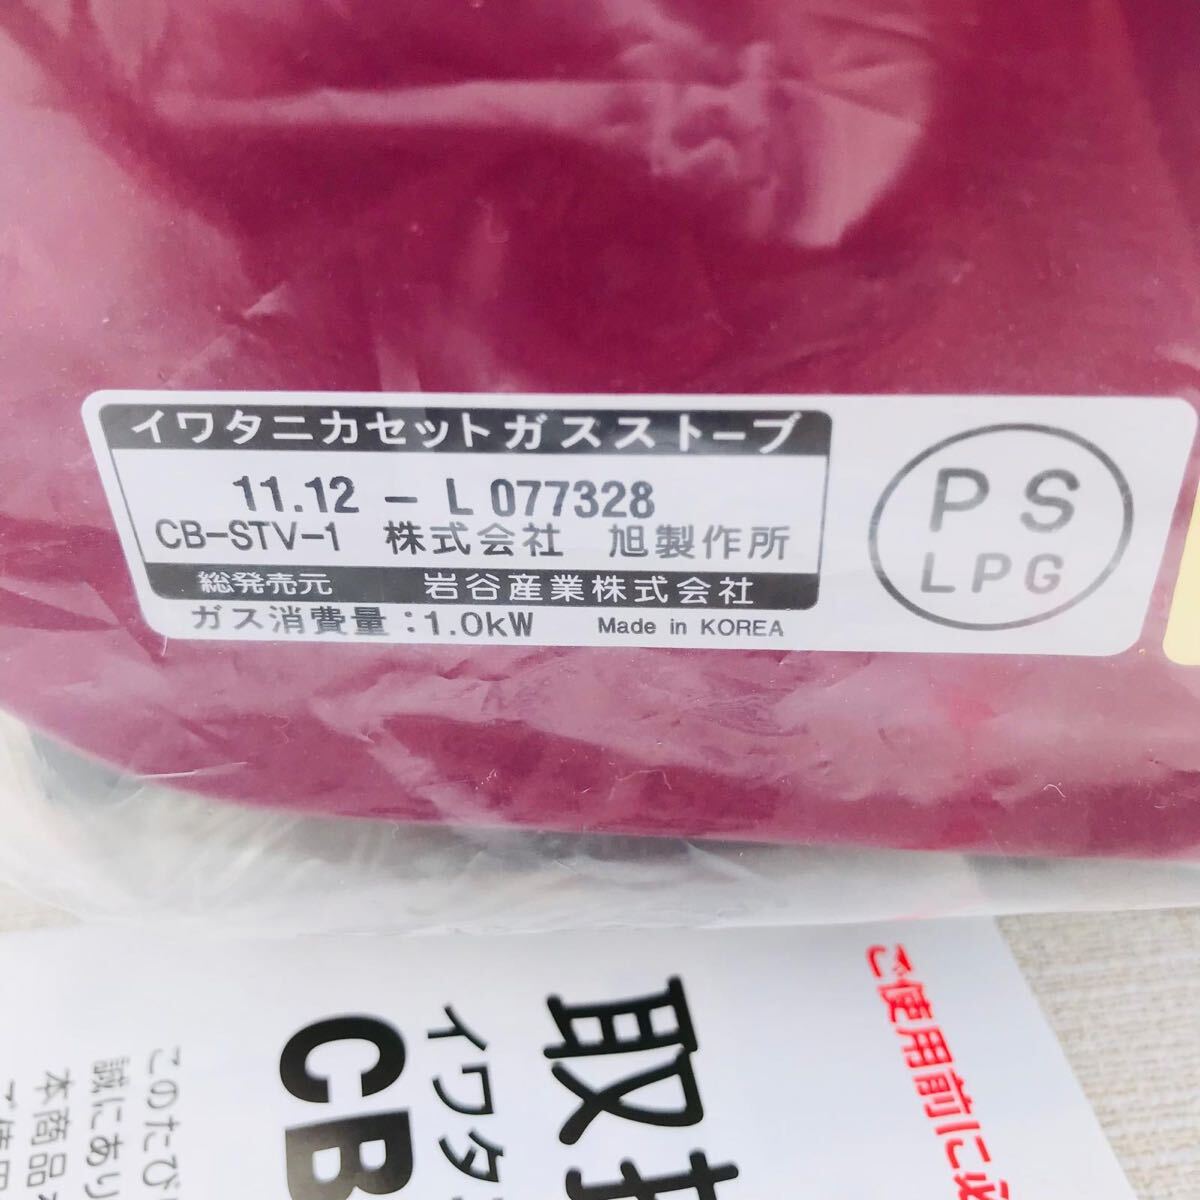 イワタニカセットガスストーブ
11.12 - L 077328
CB-STV-1 株式会社 旭製作所
総発売元 岩谷産業株式会社
ガス消費量：1.0kW Made in KOREA
PS
LPG
ご使用前に必
取扱
イワタ
CB
このたび
誠にあり
本商品